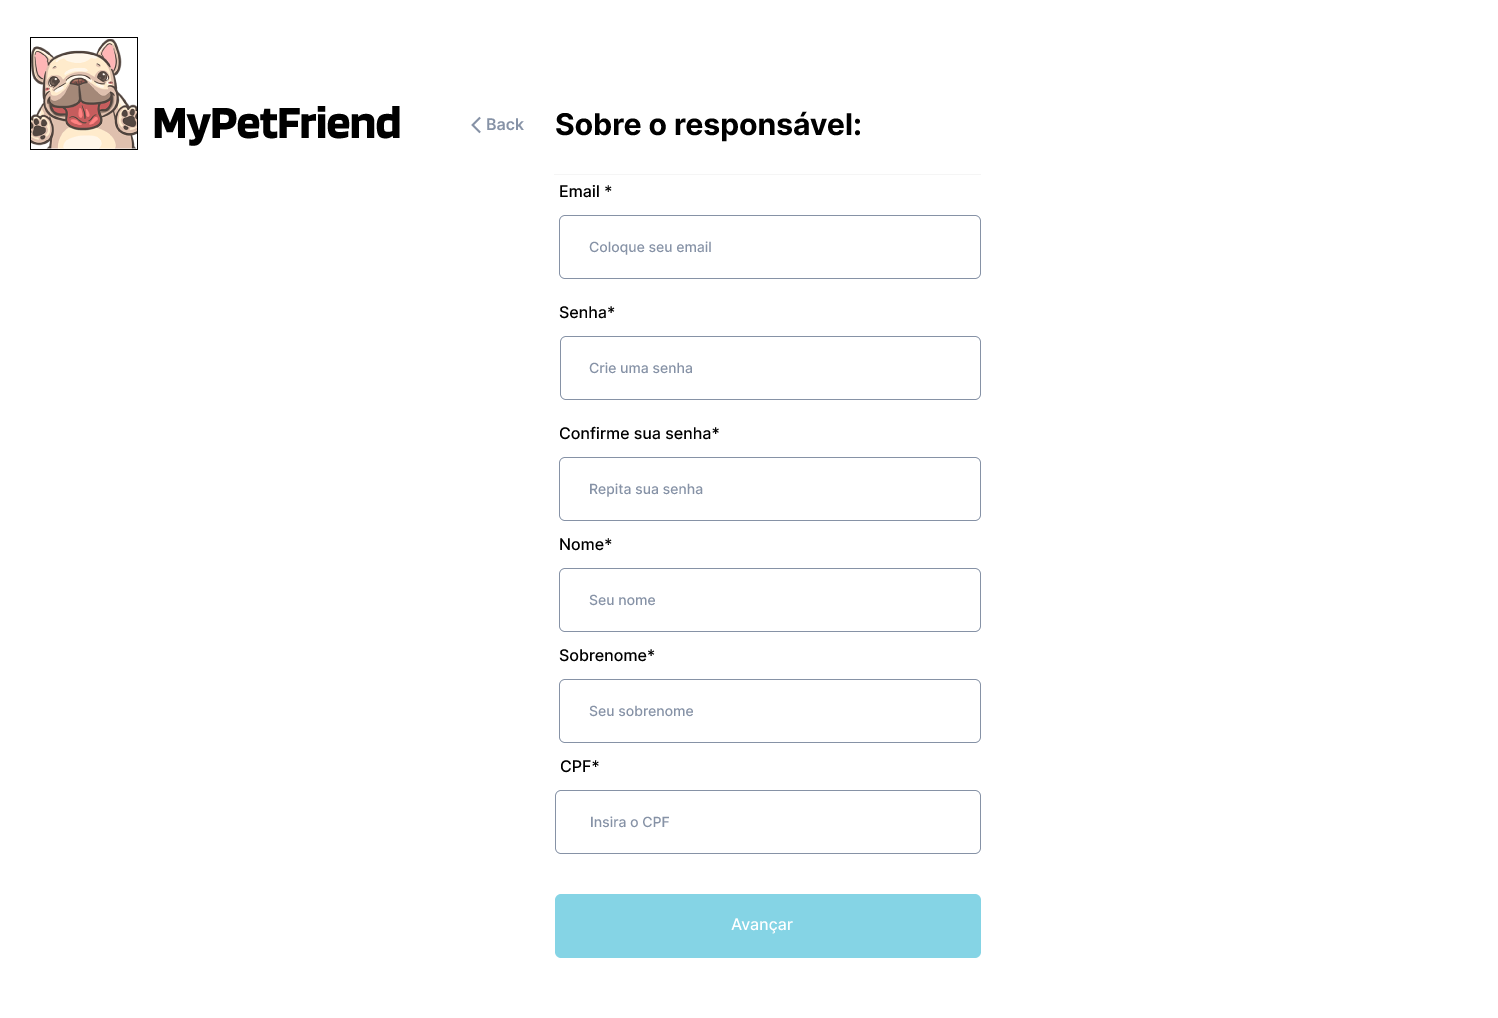 MyPetFriend
Back
Sobre o responsável:
Email *
Coloque seu email
Senha*
Crie uma senha
Confirme sua senha*
Repita sua senha
Nome*
Seu nome
Sobrenome*
Seu sobrenome
CPF*
Insira o CPF
Avançar